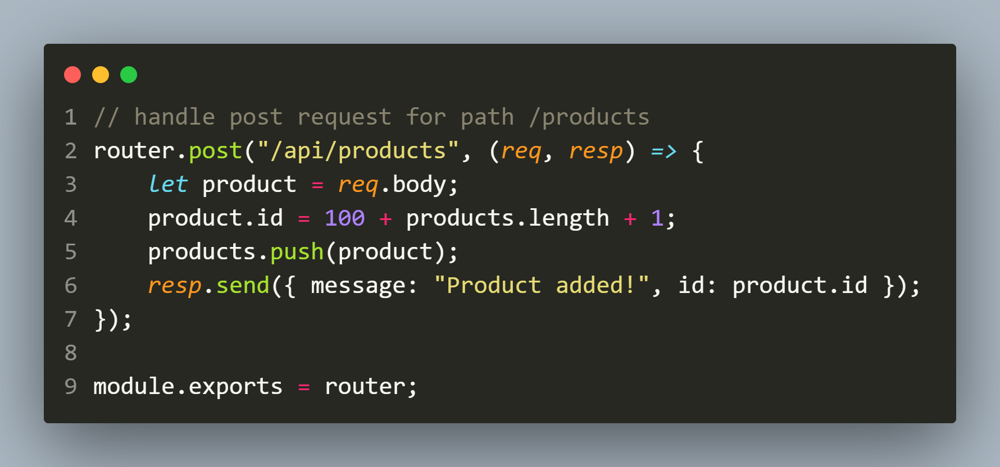 1 // handle post request for path /products
2 router.post("/api/products", (req, resp) => {
3     let product = req.body;
4     product.id = 100 + products.length + 1;
5     products.push(product);
6     resp.send({ message: "Product added!", id: product.id });
7 });
8
9 module.exports = router;